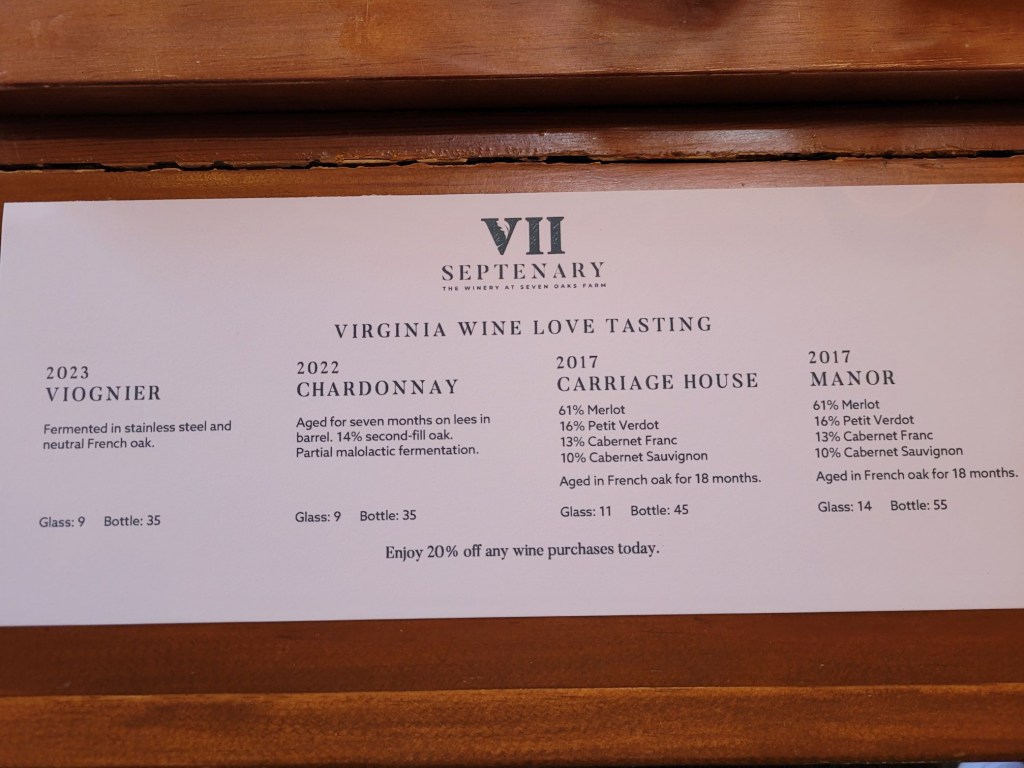 VII
SEPTENARY
THE WINERY AT SEVEN OAKS FARM
VIRGINIA WINE LOVE TASTING
2023
VIOGNIER
Fermented in stainless steel and
neutral French oak.
Glass: 9 Bottle: 35
2022
CHARDONNAY
Aged for seven months on lees in
barrel. 14% second-fill oak.
Partial malolactic fermentation.
Glass: 9 Bottle: 35
2017
CARRIAGE HOUSE
61% Merlot
16% Petit Verdot
13% Cabernet Franc
10% Cabernet Sauvignon
Aged in French oak for 18 months.
Glass: 11 Bottle: 45
2017
MANOR
61% Merlot
16% Petit Verdot
13% Cabernet Franc
10% Cabernet Sauvignon
Aged in French oak for 18 months.
Glass: 14 Bottle: 55
Enjoy 20% off any wine purchases today.